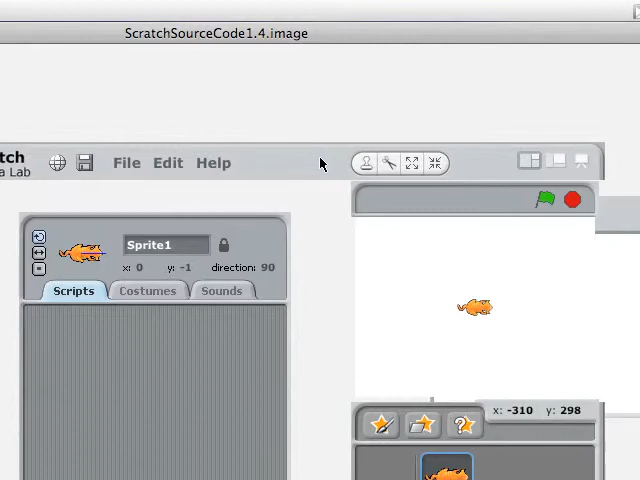 ScratchSourceCode1.4.image
tch
a Lab
File Edit Help
Sprite1
x: 0 y: -1 direction: 90
Scripts Costumes Sounds
x: -310 y: 298